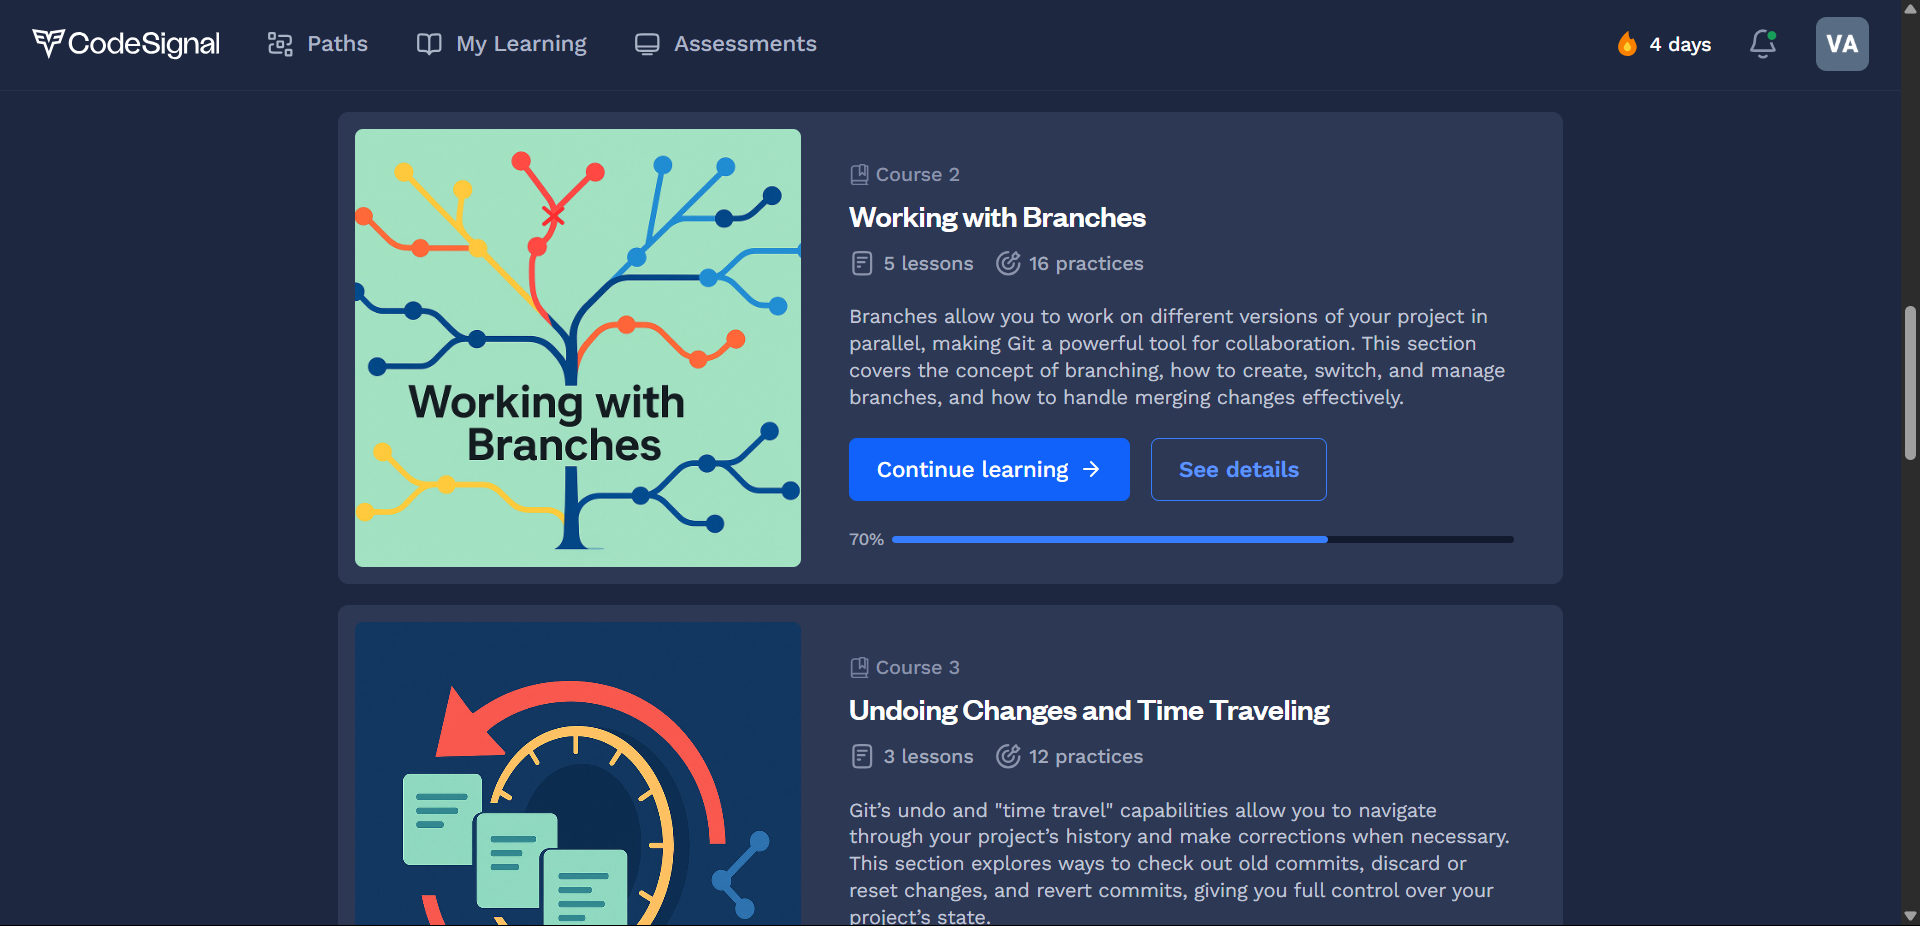 CodeSignal
Paths
My Learning
Assessments
4 days
VA
Working with
Branches
Course 2
Working with Branches
5 lessons
16 practices
Branches allow you to work on different versions of your project in
parallel, making Git a powerful tool for collaboration. This section
covers the concept of branching, how to create, switch, and manage
branches, and how to handle merging changes effectively.
Continue learning →
See details
70%
Course 3
Undoing Changes and Time Traveling
3 lessons
12 practices
Git’s undo and "time travel" capabilities allow you to navigate
through your project’s history and make corrections when necessary.
This section explores ways to check out old commits, discard or
reset changes, and revert commits, giving you full control over your
project’s state.